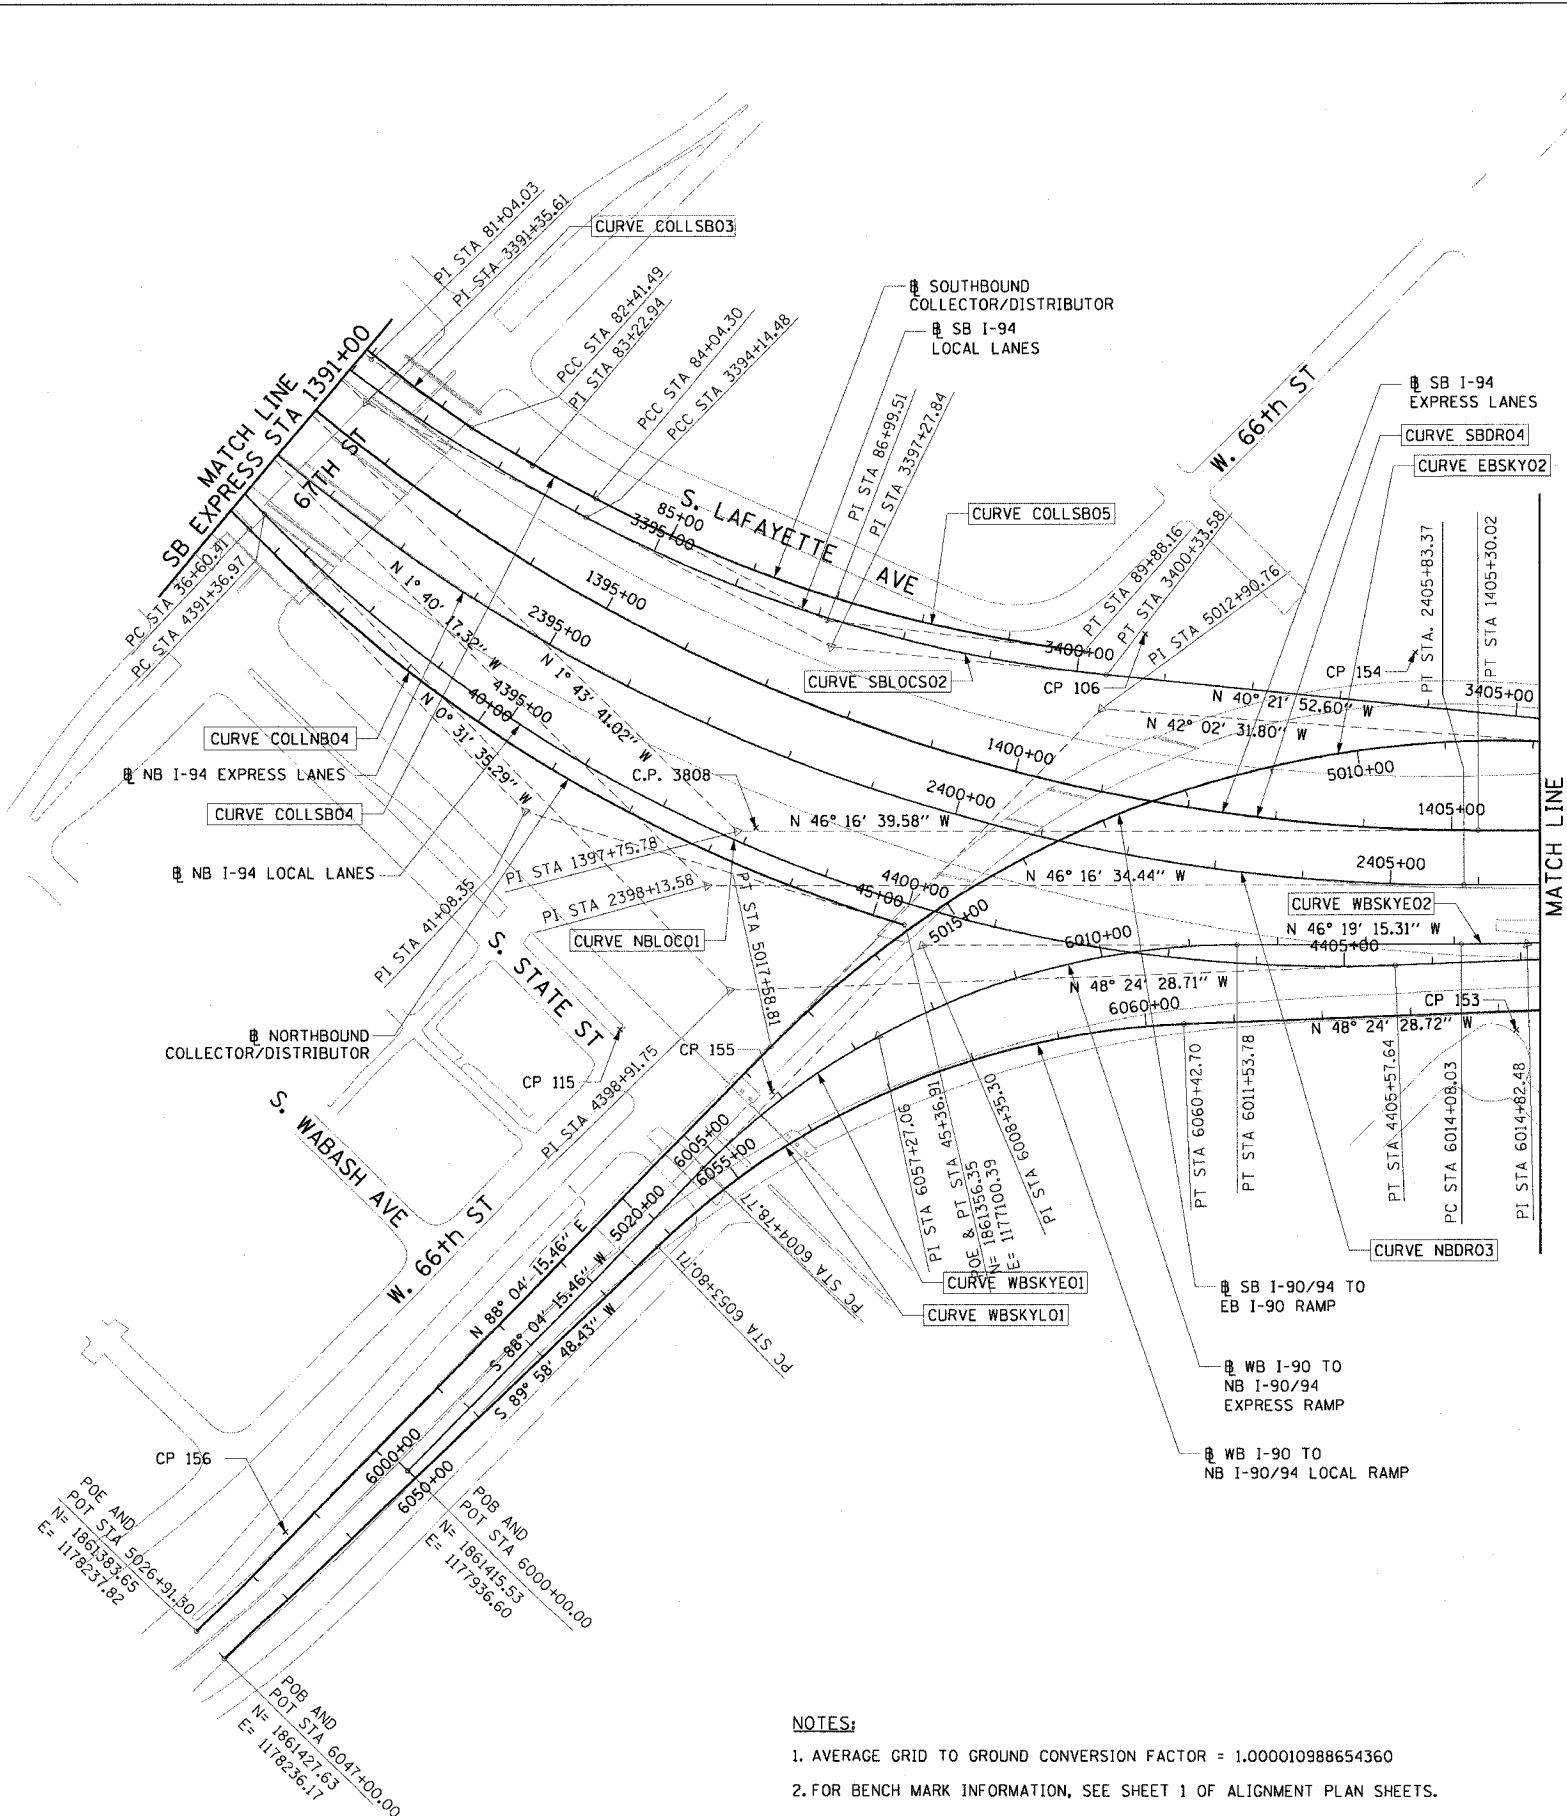 PI STA 81+04.03
PI STA 3391+35.61
CURVE COLLSB03
PCC STA 82+41.49
PI STA 83+22.94
PCC STA 84+04.30
PCC STA 3394+14.48
℄ SOUTHBOUND
COLLECTOR/DISTRIBUTOR
℄ SB I-94
LOCAL LANES
PI STA 86+99.51
PI STA 3397+27.84
℄ SB I-94
EXPRESS LANES
CURVE SBDR04
CURVE EBSKY02
W. 66th ST
MATCH LINE
SB EXPRESS STA 1391+00
67TH ST
PC STA 36+60.41
PC STA 4391+36.97
S. LAFAYETTE AVE
85+00
3395+00
CURVE COLLSB05
PT STA 89+88.16
PT STA 3400+33.58
PI STA 5012+90.76
PT STA. 2405+83.37
PT STA 1405+30.02
1395+00
2395+00
N 1° 40' 17.32" W
N 1° 43' 41.02" W
4395+00
40+00
N 0° 31' 35.29" W
3400+00
CURVE SBLOCS02
CP 106
CP 154
3405+00
N 40° 21' 52.60" W
N 42° 02' 31.80" W
CURVE COLLNB04
℄ NB I-94 EXPRESS LANES
CURVE COLLSB04
℄ NB I-94 LOCAL LANES
C.P. 3808
1400+00
2400+00
5010+00
1405+00
N 46° 16' 39.58" W
PI STA 1397+75.78
PI STA 2398+13.58
PI STA 41+08.35
4400+00
45+00
N 46° 16' 34.44" W
2405+00
MATCH LINE
CURVE NBLOC01
PT STA 5017+58.81
5015+00
6010+00
CURVE WBSKYE02
N 46° 19' 15.31" W
4405+00
S. STATE ST
N 48° 24' 28.71" W
6060+00
CP 153
N 48° 24' 28.72" W
℄ NORTHBOUND
COLLECTOR/DISTRIBUTOR
CP 115
CP 155
PI STA 4398+91.75
S. WABASH AVE
6005+00
6055+00
PI STA 6057+27.06
POE & PT STA 45+36.91
N= 1861356.35
E= 1177100.39
PI STA 6008+35.30
PT STA 6060+42.70
PT STA 6011+53.78
PT STA 4405+57.64
PC STA 6014+08.03
PI STA 6014+82.48
W. 66th ST
5020+00
N 88° 04' 15.46" E
S 88° 04' 15.46" W
S 89° 58' 48.43" W
PC STA 6004+78.77
PC STA 6053+80.71
CURVE WBSKYE01
CURVE WBSKYL01
CURVE NBDR03
℄ SB I-90/94 TO
EB I-90 RAMP
℄ WB I-90 TO
NB I-90/94
EXPRESS RAMP
℄ WB I-90 TO
NB I-90/94 LOCAL RAMP
CP 156
6000+00
6050+00
POE AND
POT STA 5026+91.30
N= 1861383.65
E= 1178237.82
POB AND
POT STA 6000+00.00
N= 1861415.53
E= 1177936.60
POB AND
POT STA 6047+00.00
N= 1861427.63
E= 1178236.17
NOTES:
1. AVERAGE GRID TO GROUND CONVERSION FACTOR = 1.000010988654360
2. FOR BENCH MARK INFORMATION, SEE SHEET 1 OF ALIGNMENT PLAN SHEETS.